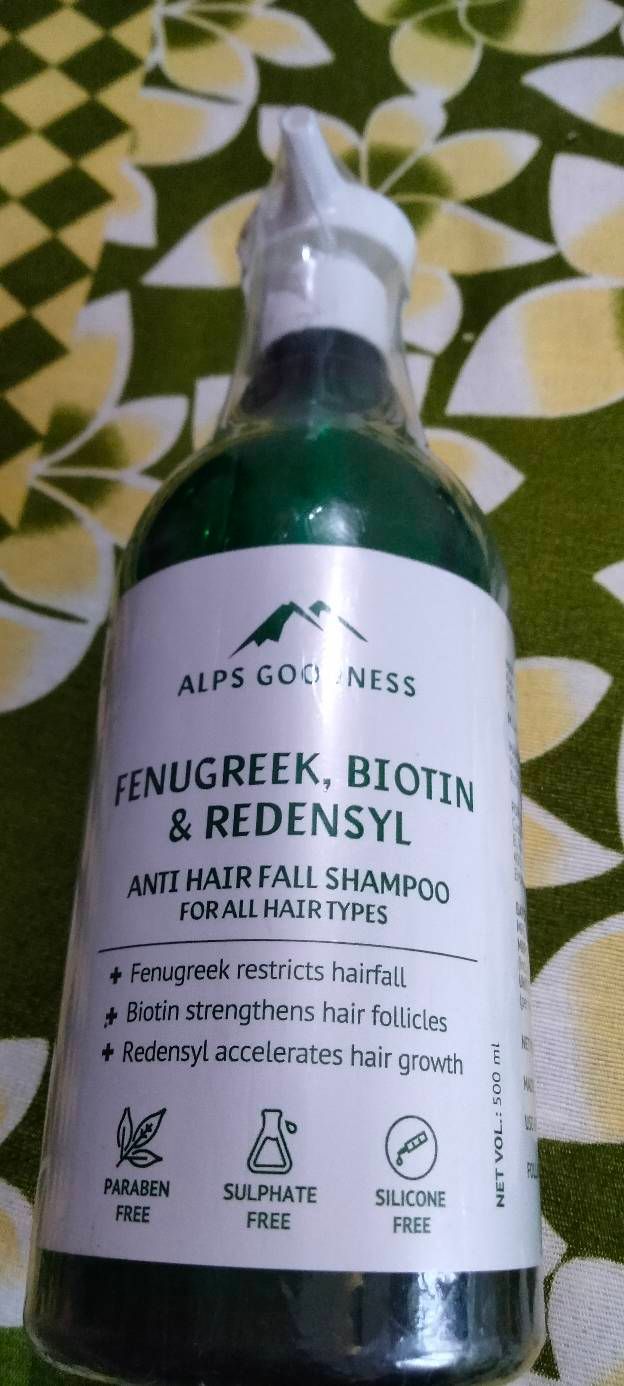 ALPS GOODNESS
FENUGREEK, BIOTIN
& REDENSYL
ANTI HAIR FALL SHAMPOO
FOR ALL HAIR TYPES
+ Fenugreek restricts hairfall
+ Biotin strengthens hair follicles
+ Redensyl accelerates hair growth
PARABEN
FREE
SULPHATE
FREE
SILICONE
FREE
NET VOL.: 500 ml